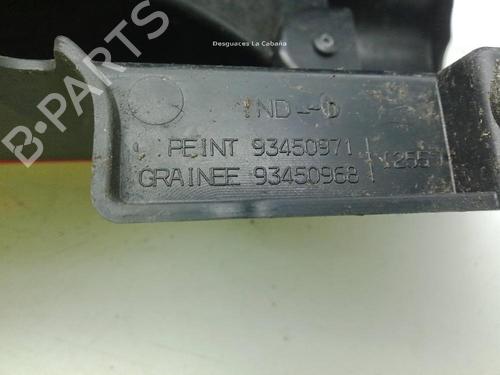 Desguaces La Cabaña
B-PARTS
IND
PEINT 93450971
GRAINEE 93450968